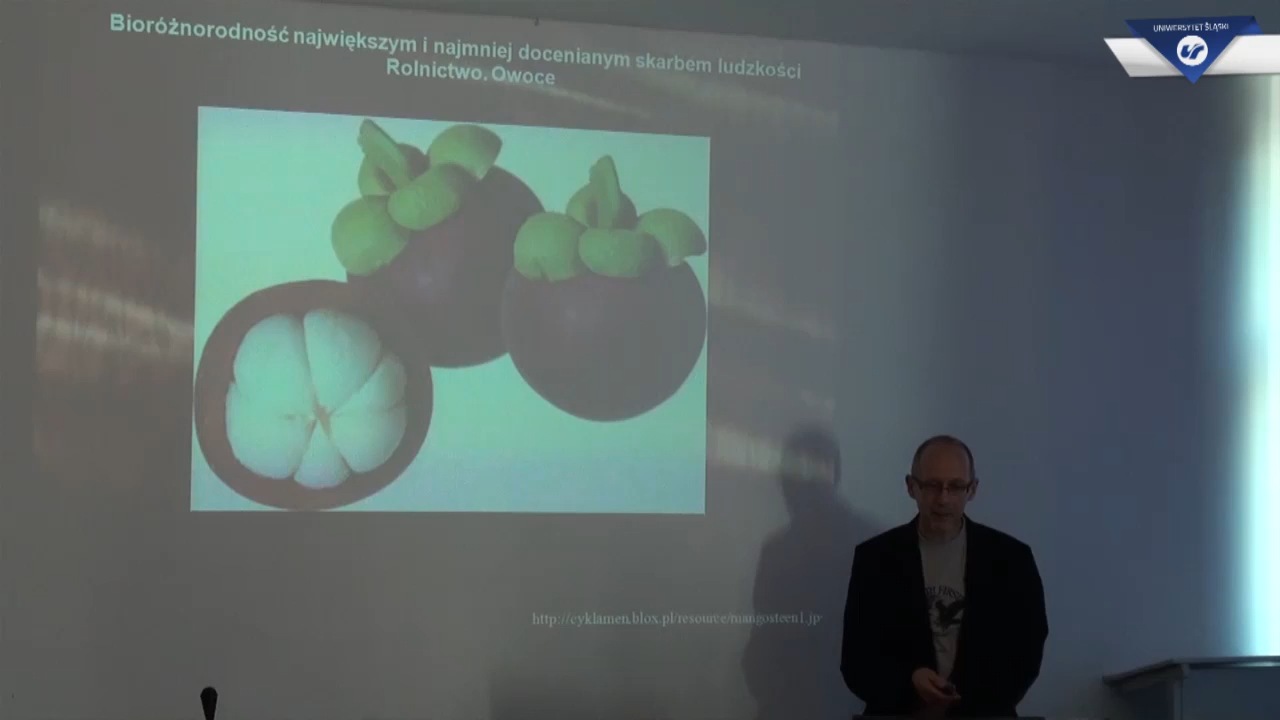 Bioróżnorodność największym i najmniej docenianym skarbem ludzkości
Rolnictwo. Owoce
UNIWERSYTET ŚLĄSKI
http://cyklamen.blox.pl/resource/mangosteen1.jp